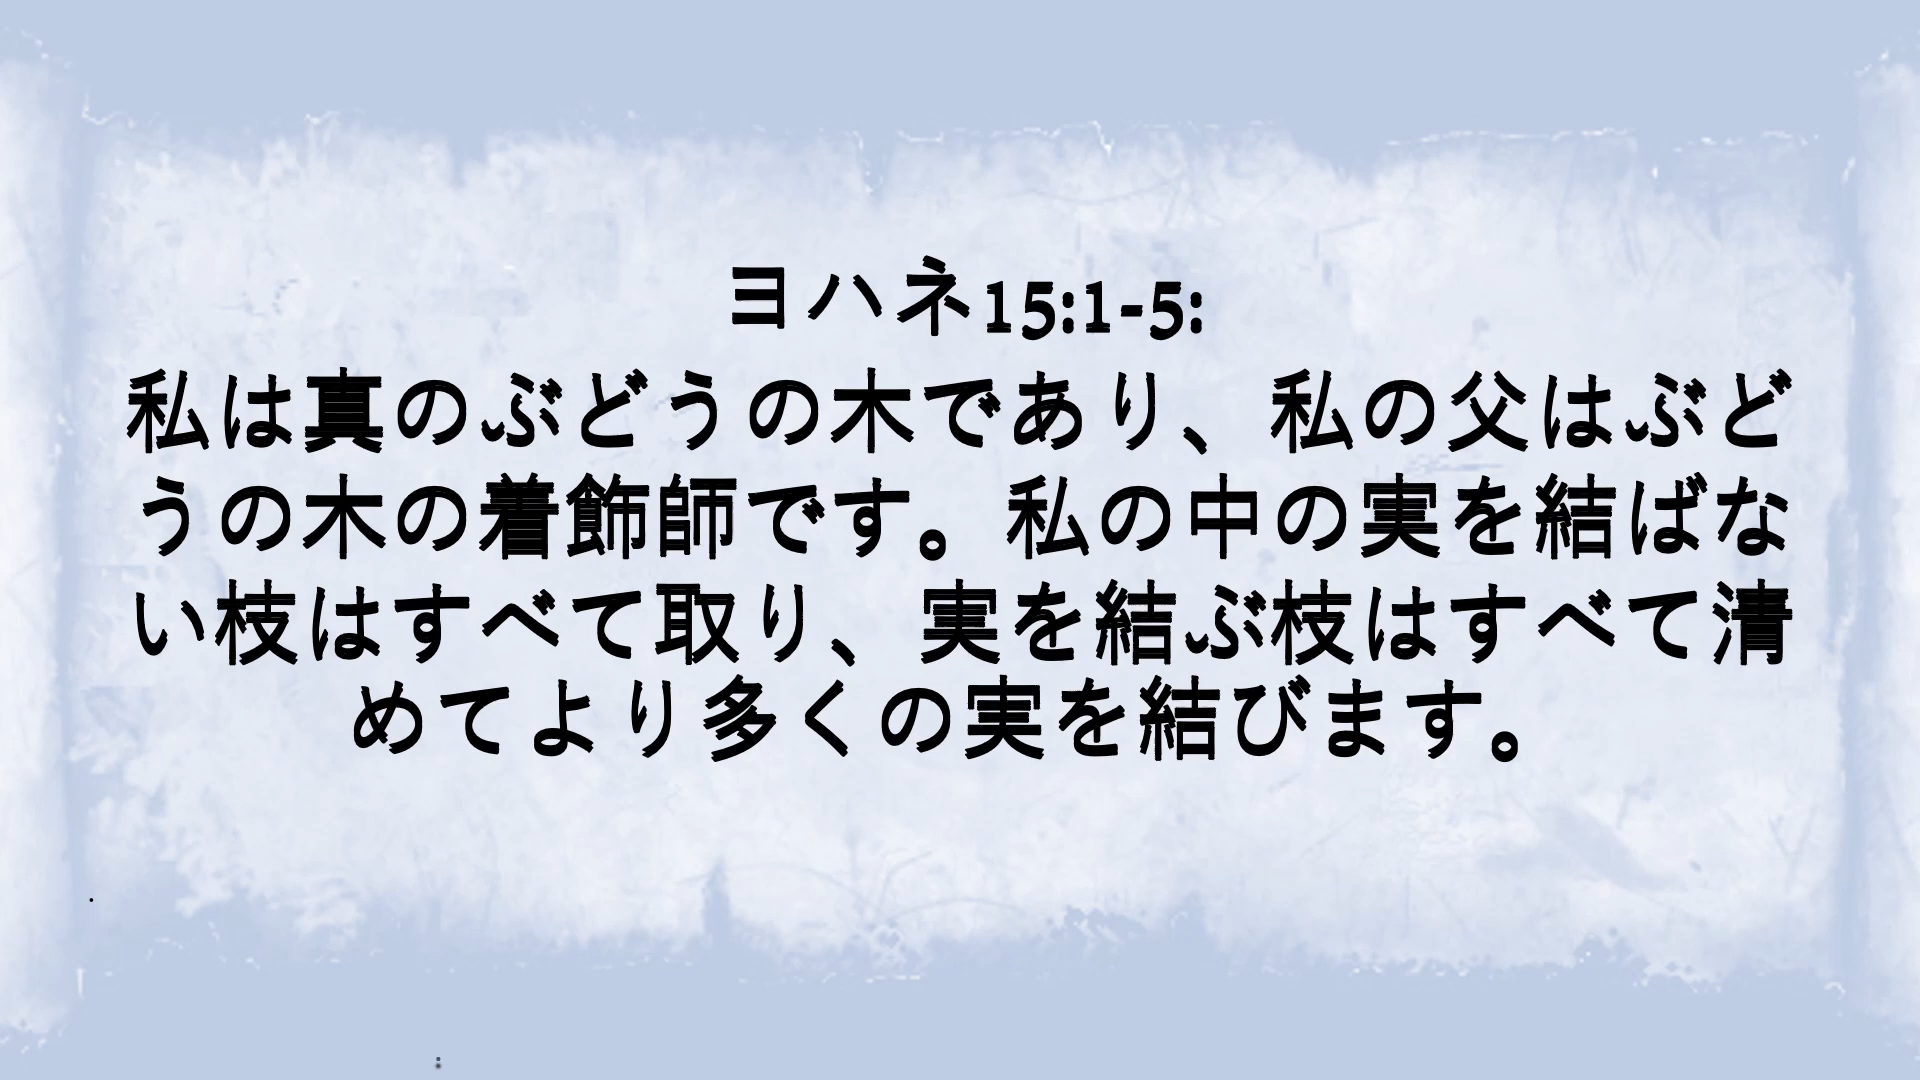 ヨハネ15:1-5:
私は真のぶどうの木であり、私の父はぶど
うの木の着飾師です。私の中の実を結ばな
い枝はすべて取り、実を結ぶ枝はすべて清
めてより多くの実を結びます。